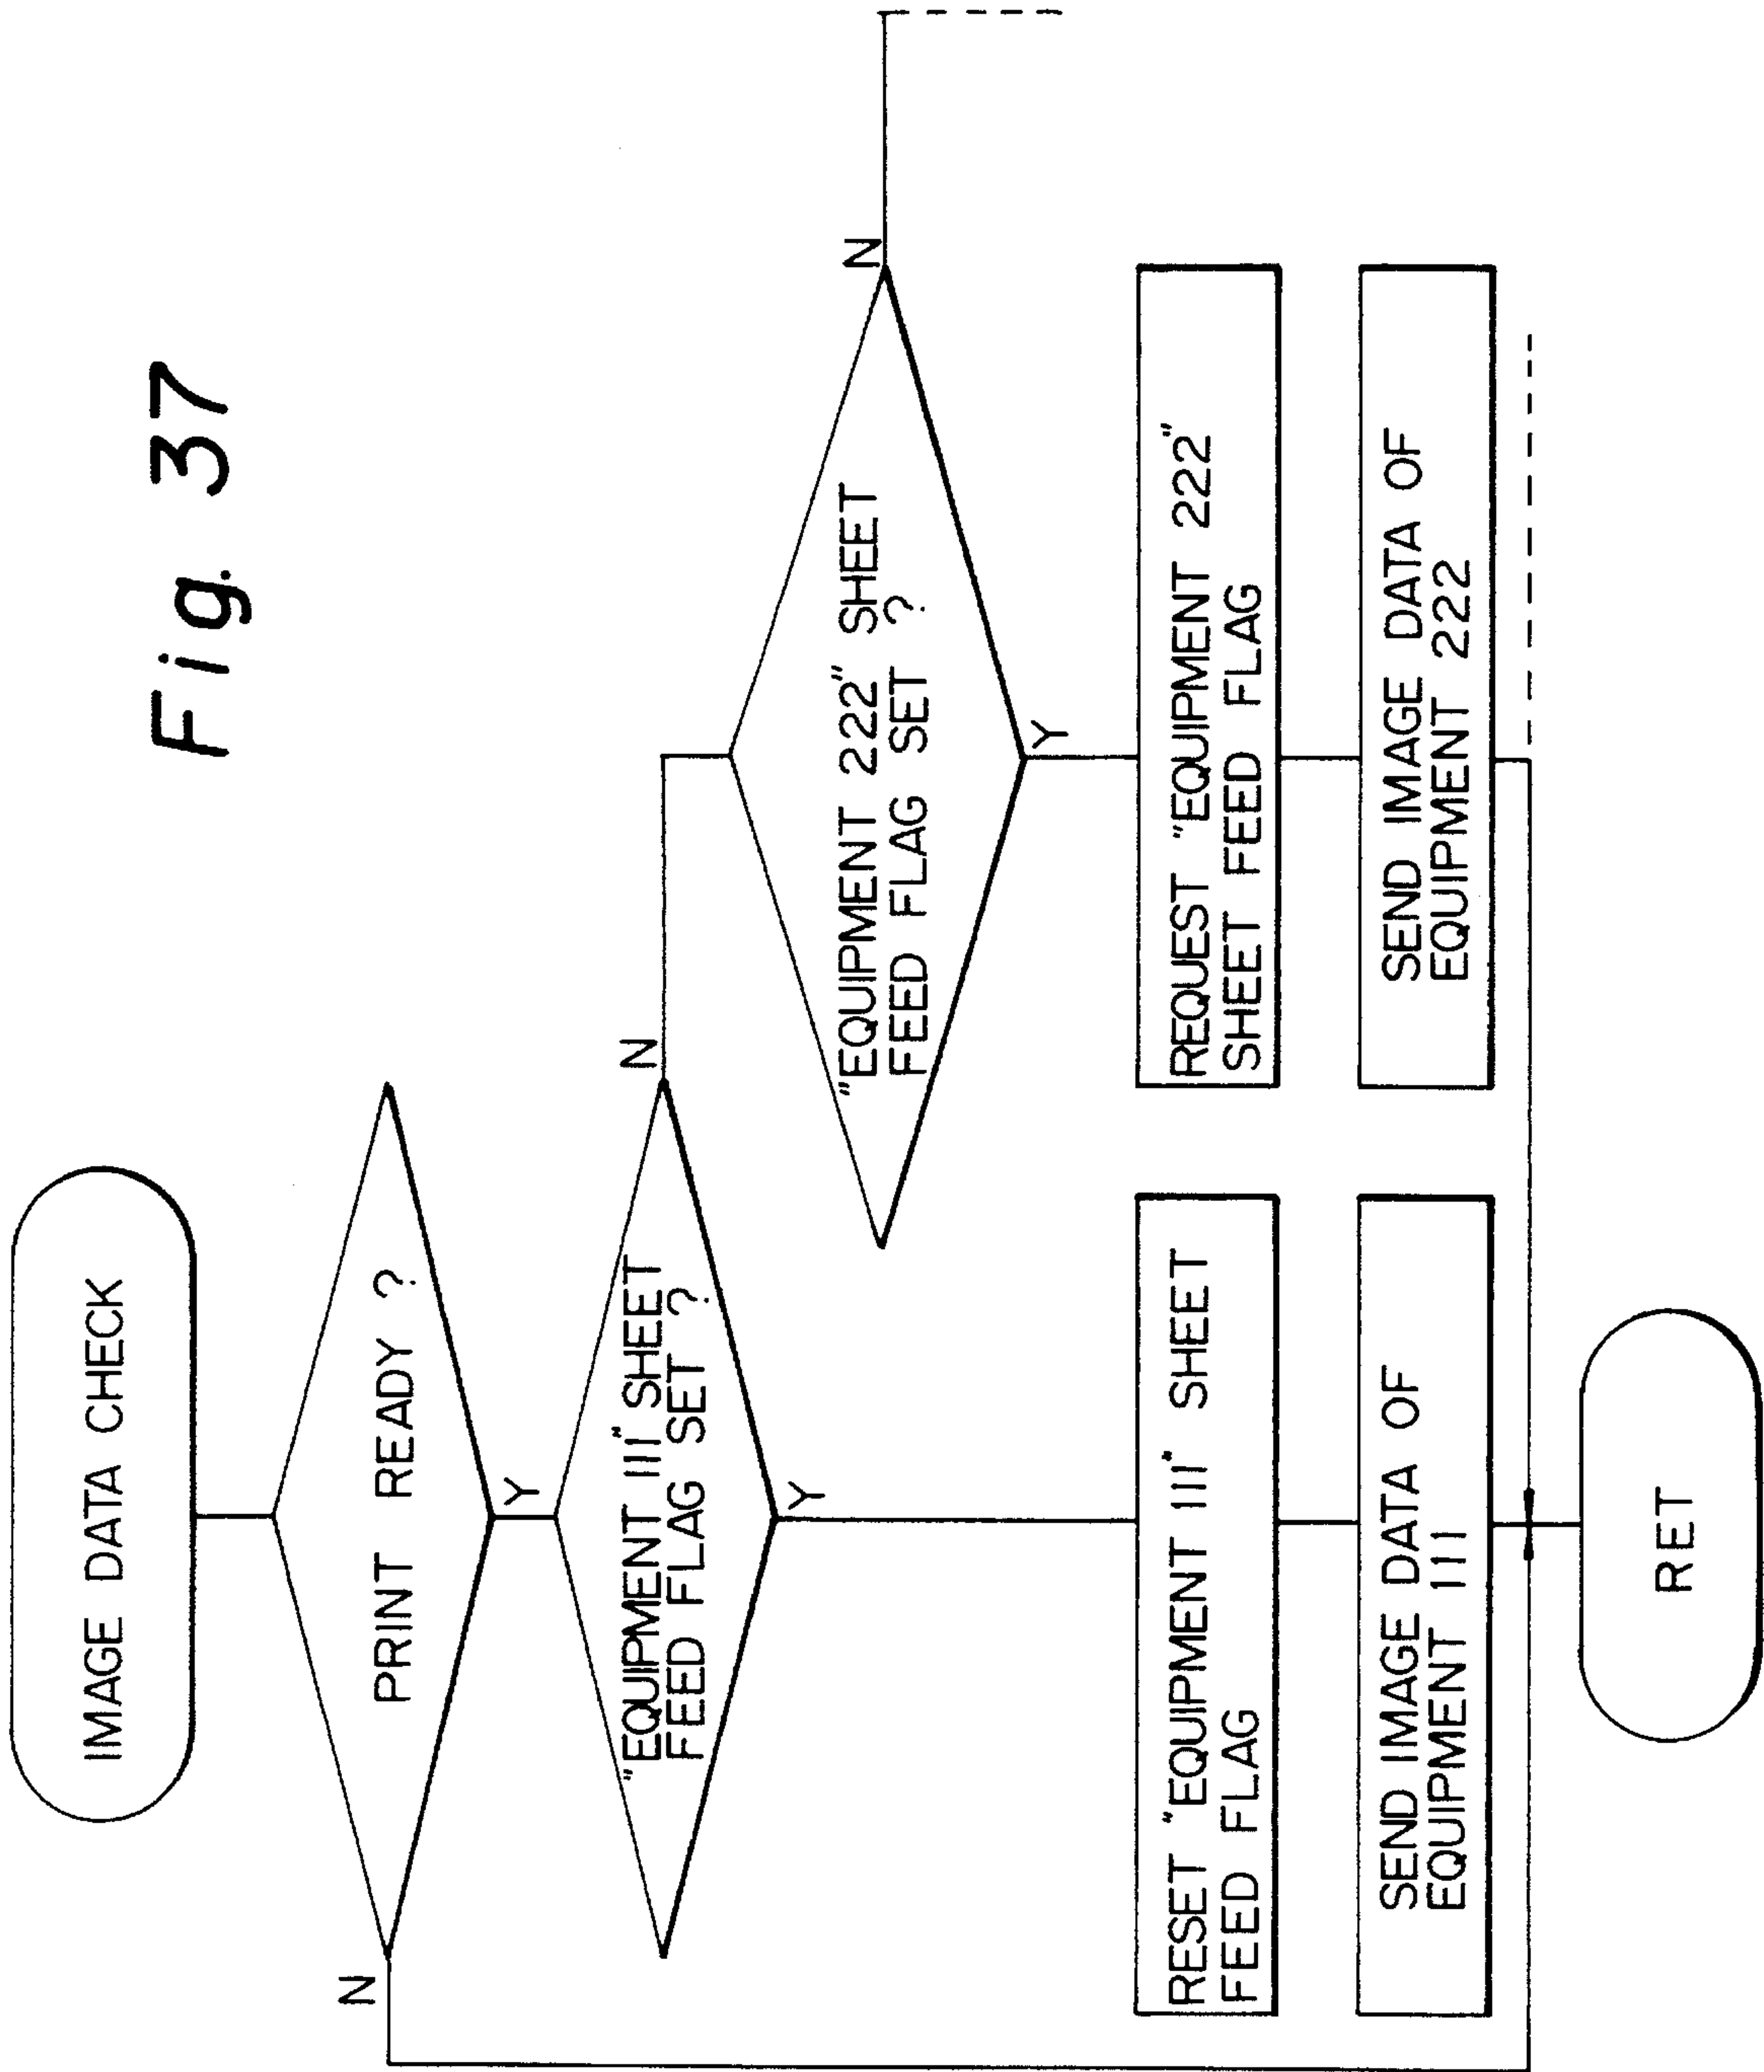 Fig. 37
IMAGE DATA CHECK
PRINT READY ?
N
Y
"EQUIPMENT 111" SHEET
FEED FLAG SET ?
N
Y
"EQUIPMENT 222" SHEET
FEED FLAG SET ?
N
Y
RESET "EQUIPMENT 111" SHEET
FEED FLAG
REQUEST "EQUIPMENT 222"
SHEET FEED FLAG
SEND IMAGE DATA OF
EQUIPMENT 111
SEND IMAGE DATA OF
EQUIPMENT 222
RET